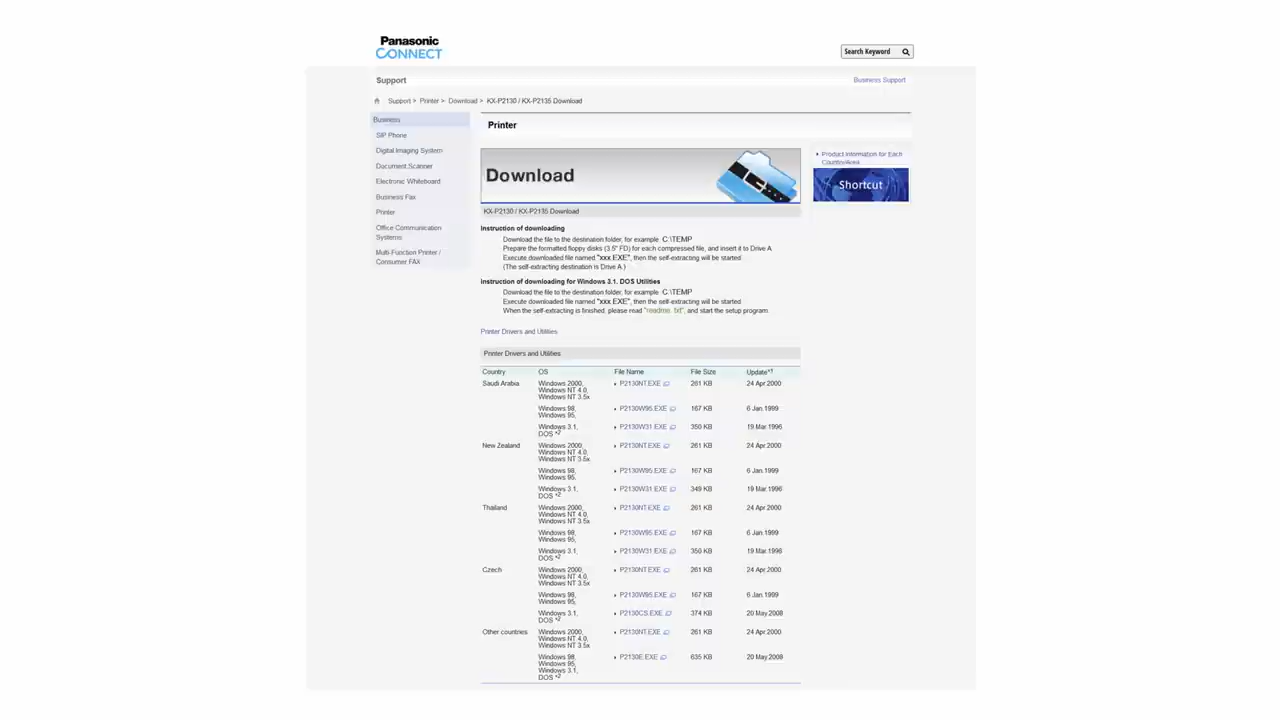 Panasonic
CONNECT
Search Keyword
Support
Business Support
Support > Printer > Download > KX-P2130 / KX-P2135 Download
Business
SIP Phone
Digital Imaging System
Document Scanner
Electronic Whiteboard
Business Fax
Printer
Office Communication
Systems
Multi-Function Printer /
Consumer FAX
Printer
Download
Product Information for Each
Country/Area
Shortcut
KX-P2130 / KX-P2135 Download
Instruction of downloading
Download the file to the destination folder, for example C:\TEMP
Prepare the formatted floppy disks (3.5" FD) for each compressed file, and insert it to Drive A
Execute downloaded file named "xxx.EXE", then the self-extracting will be started
(The self-extracting destination is Drive A.)
Instruction of downloading for Windows 3.1. DOS Utilities
Download the file to the destination folder, for example C:\TEMP
Execute downloaded file named "xxx.EXE", then the self-extracting will be started
When the self-extracting is finished, please read "readme. txt", and start the setup program.
Printer Drivers and Utilities
Printer Drivers and Utilities
Country OS File Name File Size Update*1
Saudi Arabia Windows 2000, P2130NT.EXE 261 KB 24 Apr.2000
Windows NT 4.0,
Windows NT 3.5x
Windows 98, P2130W95.EXE 167 KB 6 Jan.1999
Windows 95,
Windows 3.1, P2130W31.EXE 350 KB 19 Mar.1996
DOS *2
New Zealand Windows 2000, P2130NT.EXE 261 KB 24 Apr.2000
Windows NT 4.0,
Windows NT 3.5x
Windows 98, P2130W95.EXE 167 KB 6 Jan.1999
Windows 95,
Windows 3.1, P2130W31.EXE 349 KB 19 Mar.1996
DOS *2
Thailand Windows 2000, P2130NT.EXE 261 KB 24 Apr.2000
Windows NT 4.0,
Windows NT 3.5x
Windows 98, P2130W95.EXE 167 KB 6 Jan.1999
Windows 95,
Windows 3.1, P2130W31.EXE 350 KB 19 Mar.1996
DOS *2
Czech Windows 2000, P2130NT.EXE 261 KB 24 Apr.2000
Windows NT 4.0,
Windows NT 3.5x
Windows 98, P2130W95.EXE 167 KB 6 Jan.1999
Windows 95,
Windows 3.1, P2130CS.EXE 374 KB 20 May.2008
DOS *2
Other countries Windows 2000, P2130NT.EXE 261 KB 24 Apr.2000
Windows NT 4.0,
Windows NT 3.5x
Windows 98, P2130E.EXE 635 KB 20 May.2008
Windows 95,
Windows 3.1,
DOS *2